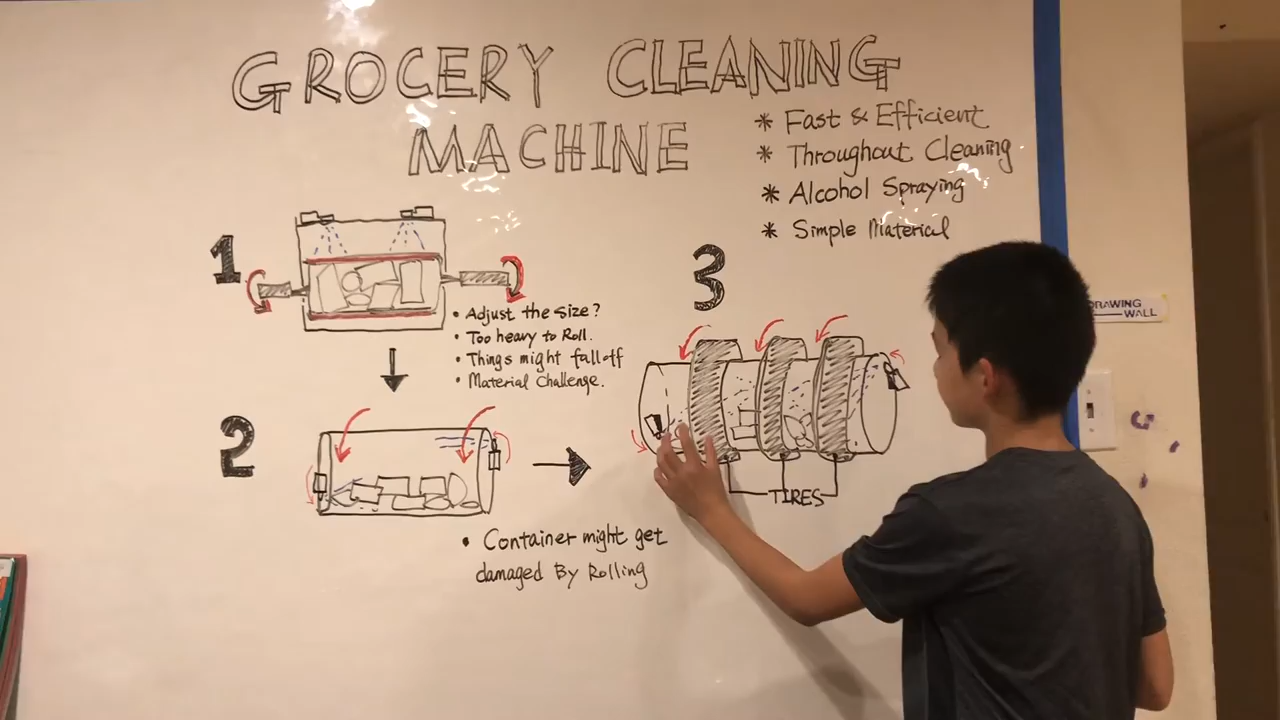 GROCERY CLEANING
MACHINE
* Fast & Efficient
* Throughout Cleaning
* Alcohol Spraying
* Simple Material
1
• Adjust the Size?
• Too heavy to Roll.
• Things might fall off
• Material Challenge.
2
• Container might get
damaged By Rolling
3
TIRES
DRAWING
WALL